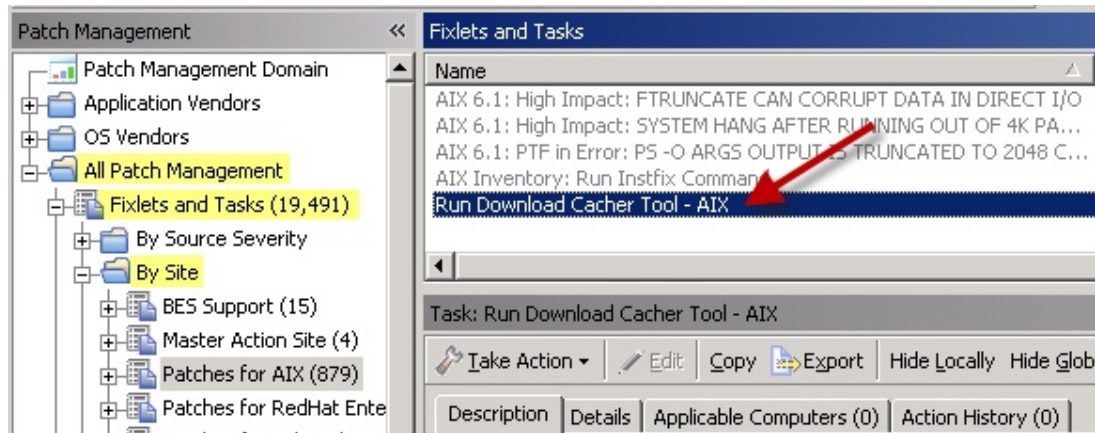 Patch Management «
Patch Management Domain
Application Vendors
OS Vendors
All Patch Management
Fixlets and Tasks (19,491)
By Source Severity
By Site
BES Support (15)
Master Action Site (4)
Patches for AIX (879)
Patches for RedHat Ente
Fixlets and Tasks
Name
AIX 6.1: High Impact: FTRUNCATE CAN CORRUPT DATA IN DIRECT I/O
AIX 6.1: High Impact: SYSTEM HANG AFTER RUNNING OUT OF 4K PA...
AIX 6.1: PTF in Error: PS -O ARGS OUTPUT IS TRUNCATED TO 2048 C...
AIX Inventory: Run Instfix Command
Run Download Cacher Tool - AIX
Task: Run Download Cacher Tool - AIX
Take Action Edit Copy Export Hide Locally Hide Glob
Description Details Applicable Computers (0) Action History (0)